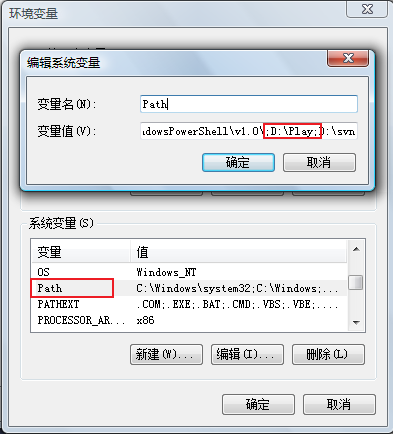 环境变量
编辑系统变量
变量名(N):
Path
变量值(V):
dowsPowerShell\v1.0\;D:\Play;D:\svn
确定
取消
系统变量(S)
变量
值
OS
Windows_NT
Path
C:\Windows\system32;C:\Windows;...
PATHEXT
.COM;.EXE;.BAT;.CMD;.VBS;.VBE;....
PROCESSOR_AR...
x86
新建(W)...
编辑(I)...
删除(L)
确定
取消